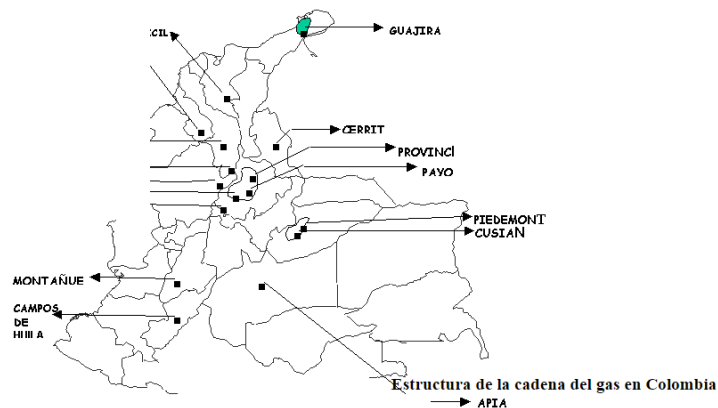 GUAJIRA
CIL
CERRIT
PROVINCI
PAYO
PIEDEMONT
CUSIAN
MONTAÑUE
CAMPOS
DE
HUILA
Estructura de la cadena del gas en Colombia
APIA